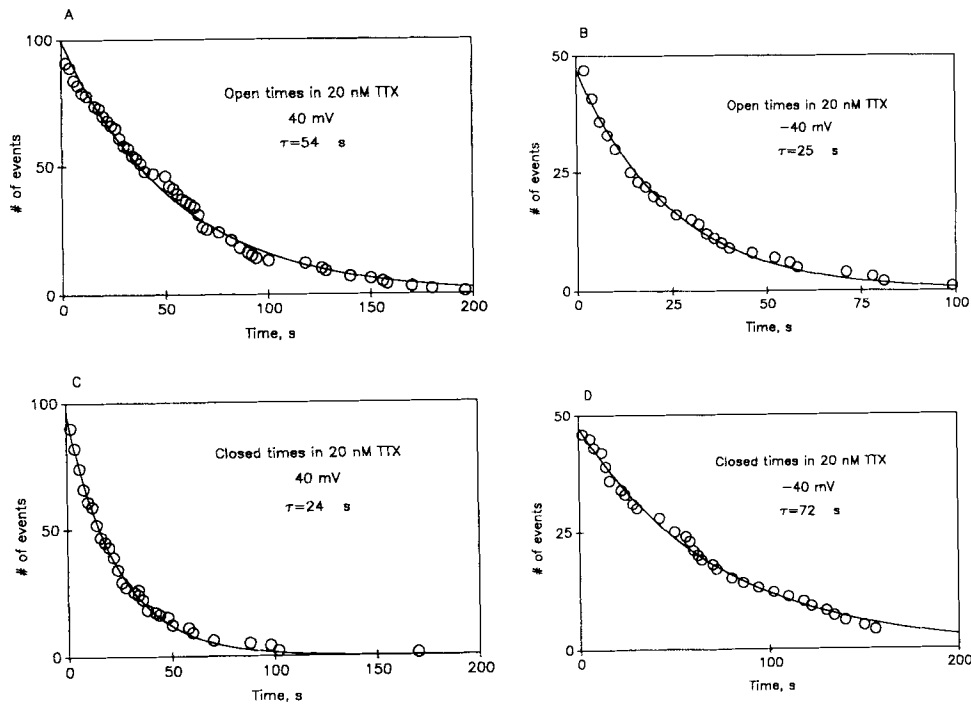 A
100
50
0
# of events
Open times in 20 nM TTX
40 mV
τ=54 s
0 50 100 150 200
Time, s
B
50
25
0
# of events
Open times in 20 nM TTX
−40 mV
τ=25 s
0 25 50 75 100
Time, s
C
100
50
0
# of events
Closed times in 20 nM TTX
40 mV
τ=24 s
0 50 100 150 200
Time, s
D
50
25
0
# of events
Closed times in 20 nM TTX
−40 mV
τ=72 s
0 100 200
Time, s